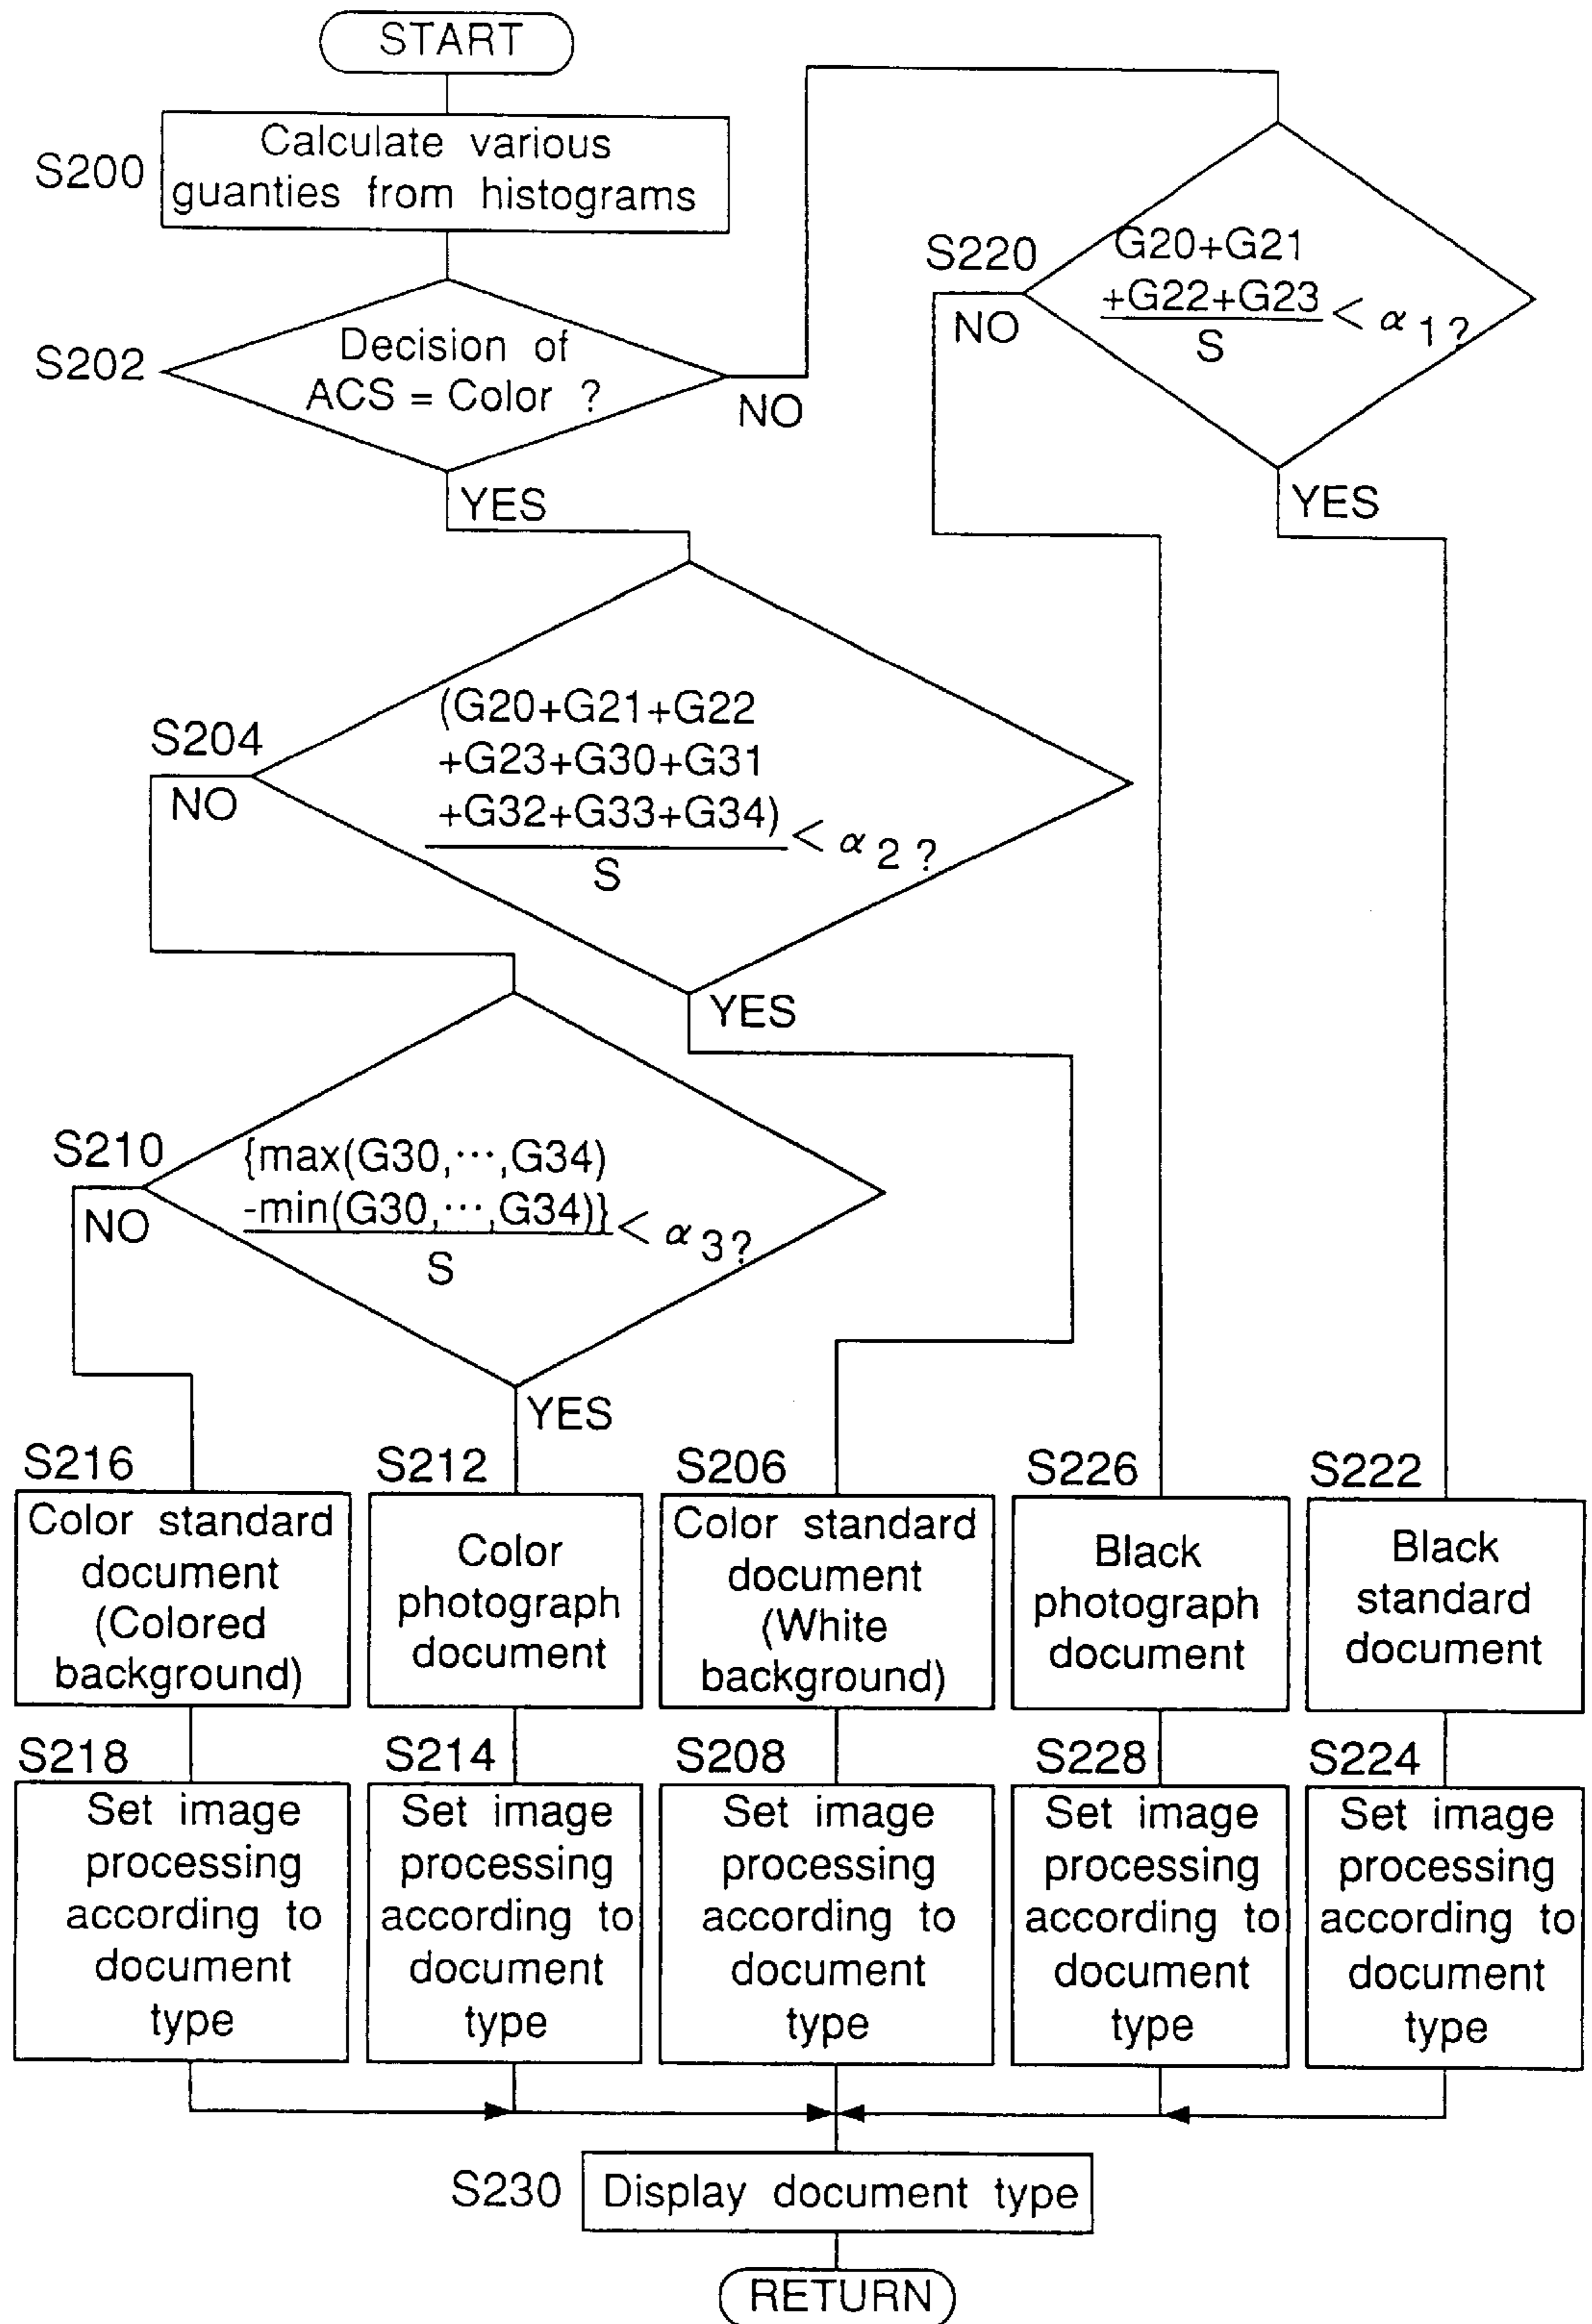 START
S200
Calculate various
guanties from histograms
S202
Decision of
ACS = Color ?
NO
YES
S220
G20+G21
+G22+G23
S
< α1?
NO
YES
S204
(G20+G21+G22
+G23+G30+G31
+G32+G33+G34)
S
< α2?
NO
YES
S210
{max(G30,⋯,G34)
-min(G30,⋯,G34)}
S
< α3?
NO
YES
S216
Color standard
document
(Colored
background)
S212
Color
photograph
document
S206
Color standard
document
(White
background)
S226
Black
photograph
document
S222
Black
standard
document
S218
Set image
processing
according to
document
type
S214
Set image
processing
according to
document
type
S208
Set image
processing
according to
document
type
S228
Set image
processing
according to
document
type
S224
Set image
processing
according to
document
type
S230
Display document type
RETURN